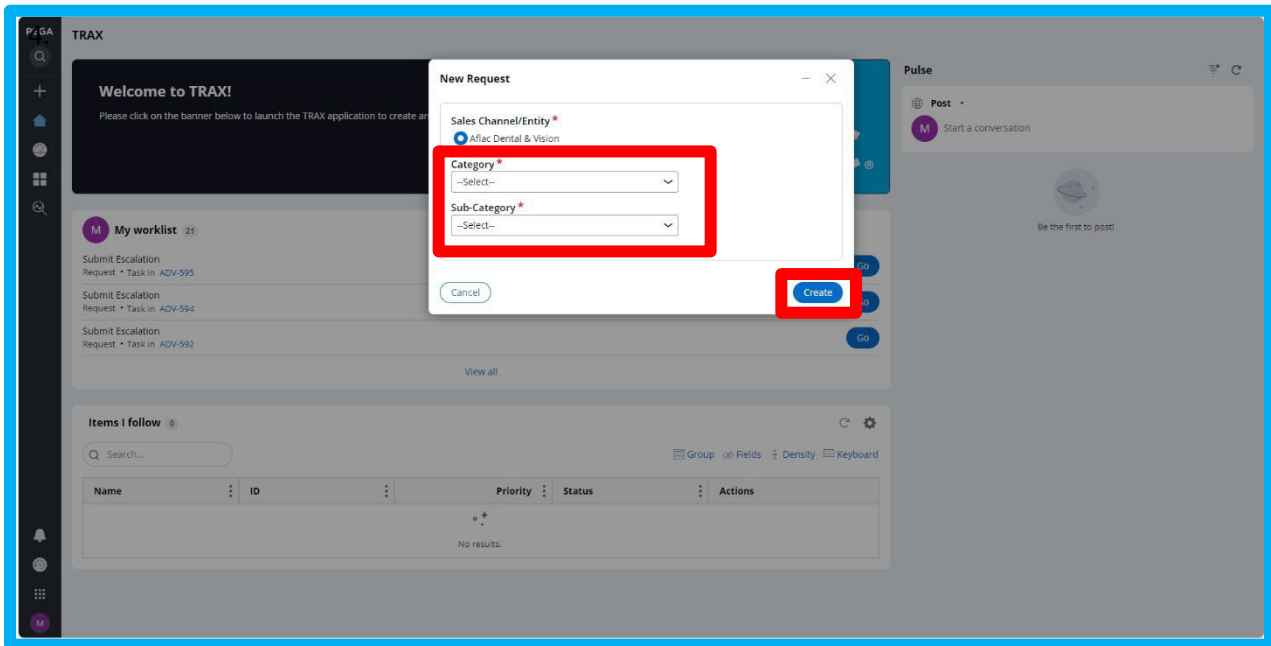 PEGA
4.
TRAX
Welcome to TRAX!
Please click on the banner below to launch the TRAX application to create an
New Request
Sales Channel/Entity *
Aflac Dental & Vision
Category *
--Select--
Sub-Category *
--Select--
Cancel
Create
Pulse
Post
M Start a conversation
Be the first to post!
M My worklist 21
Submit Escalation
Request • Task in ADV-595
Go
Submit Escalation
Request • Task in ADV-594
Go
Submit Escalation
Request • Task in ADV-592
Go
View all
Items I follow 0
Search...
Group Fields Density Keyboard
Name ID Priority Status Actions
No results.
M